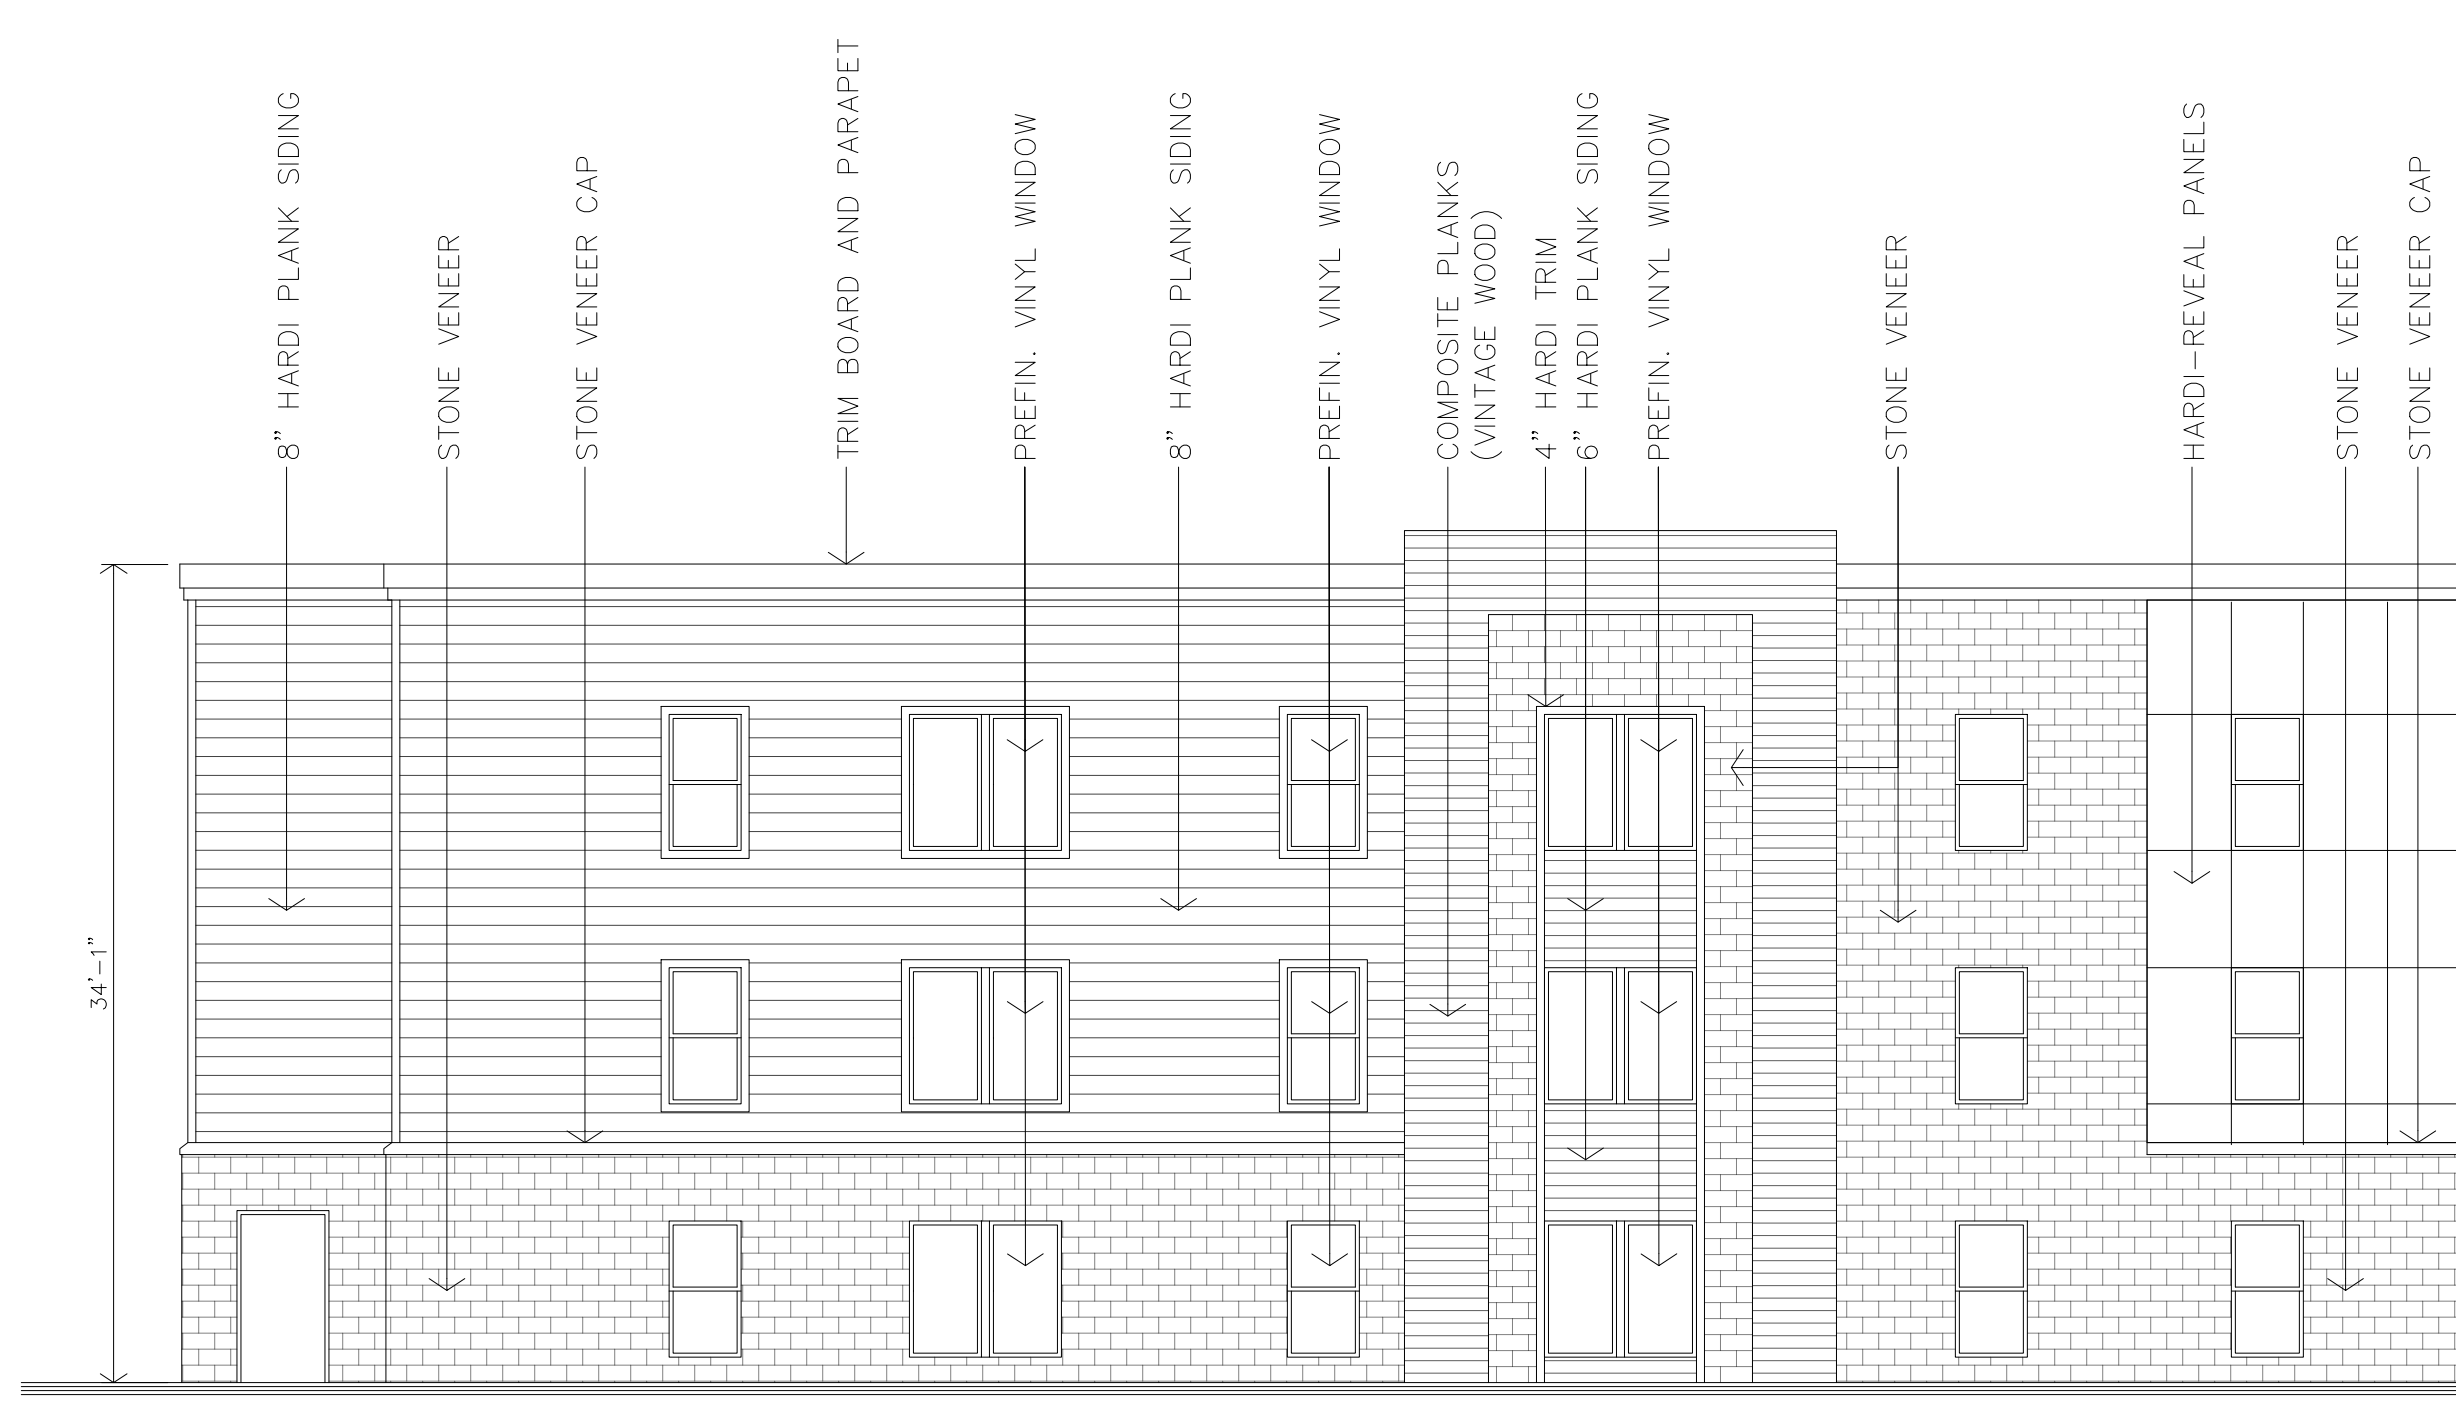 8” HARDI PLANK SIDING
STONE VENEER
STONE VENEER CAP
TRIM BOARD AND PARAPET
PREFIN. VINYL WINDOW
8” HARDI PLANK SIDING
PREFIN. VINYL WINDOW
COMPOSITE PLANKS
(VINTAGE WOOD)
4” HARDI TRIM
6” HARDI PLANK SIDING
PREFIN. VINYL WINDOW
STONE VENEER
HARDI-REVEAL PANELS
STONE VENEER
STONE VENEER CAP
34’-1”